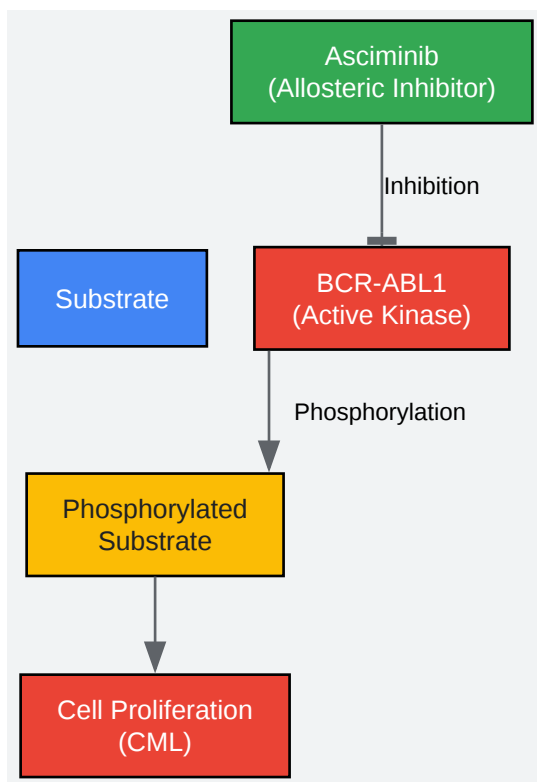 Asciminib
(Allosteric Inhibitor)
Inhibition
Substrate
BCR-ABL1
(Active Kinase)
Phosphorylation
Phosphorylated
Substrate
Cell Proliferation
(CML)